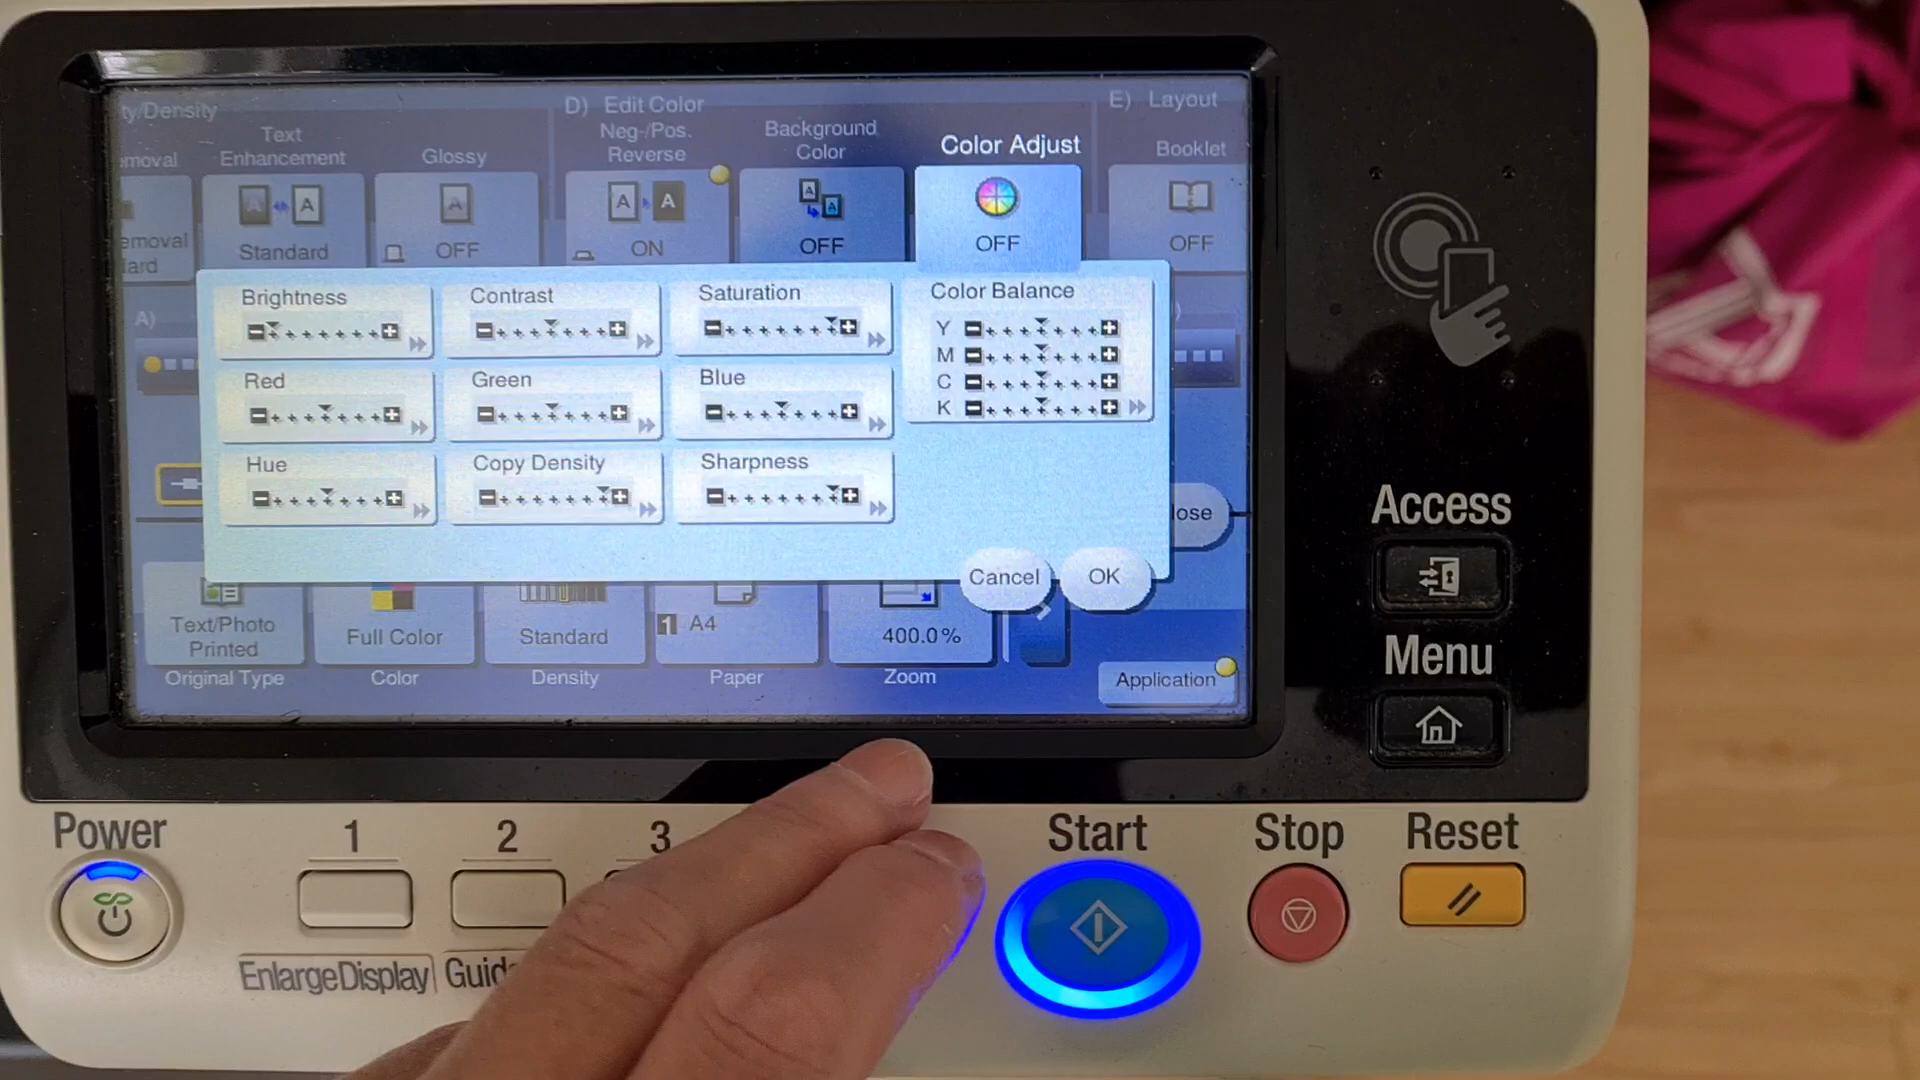 ty/Density
D) Edit Color
E) Layout
emoval
Text
Enhancement
Glossy
Neg-/Pos.
Reverse
Background
Color
Color Adjust
Booklet
emoval
dard
Standard
OFF
ON
OFF
OFF
OFF
A)
Brightness
Contrast
Saturation
Color Balance
Y
M
C
K
Red
Green
Blue
Hue
Copy Density
Sharpness
lose
Cancel
OK
Text/Photo
Printed
Full Color
Standard
1 A4
400.0%
Original Type
Color
Density
Paper
Zoom
Application
Access
Menu
Power
1
2
3
Start
Stop
Reset
EnlargeDisplay
Guid